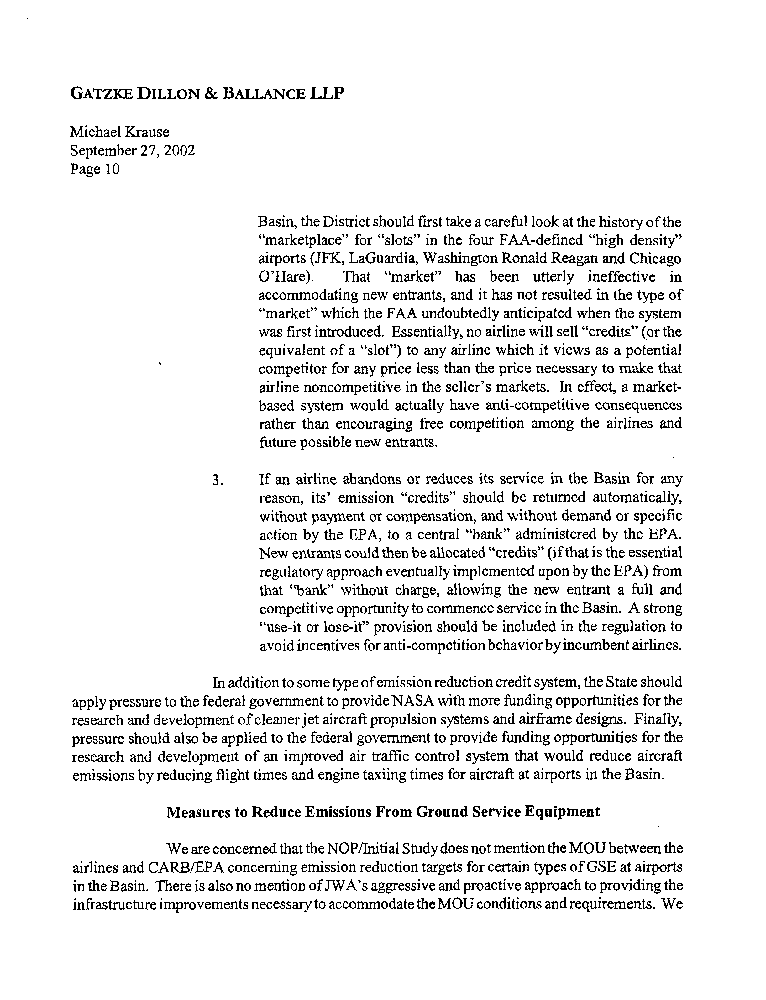 GATZKE DILLON & BALLANCE LLP
Michael Krause
September 27, 2002
Page 10
Basin, the District should first take a careful look at the history of the
“marketplace” for “slots” in the four FAA-defined “high density”
airports (JFK, LaGuardia, Washington Ronald Reagan and Chicago
O’Hare). That “market” has been utterly ineffective in
accommodating new entrants, and it has not resulted in the type of
“market” which the FAA undoubtedly anticipated when the system
was first introduced. Essentially, no airline will sell “credits” (or the
equivalent of a “slot”) to any airline which it views as a potential
competitor for any price less than the price necessary to make that
airline noncompetitive in the seller’s markets. In effect, a market-
based system would actually have anti-competitive consequences
rather than encouraging free competition among the airlines and
future possible new entrants.
3. If an airline abandons or reduces its service in the Basin for any
reason, its’ emission “credits” should be returned automatically,
without payment or compensation, and without demand or specific
action by the EPA, to a central “bank” administered by the EPA.
New entrants could then be allocated “credits” (if that is the essential
regulatory approach eventually implemented upon by the EPA) from
that “bank” without charge, allowing the new entrant a full and
competitive opportunity to commence service in the Basin. A strong
“use-it or lose-it” provision should be included in the regulation to
avoid incentives for anti-competition behavior by incumbent airlines.
In addition to some type of emission reduction credit system, the State should
apply pressure to the federal government to provide NASA with more funding opportunities for the
research and development of cleaner jet aircraft propulsion systems and airframe designs. Finally,
pressure should also be applied to the federal government to provide funding opportunities for the
research and development of an improved air traffic control system that would reduce aircraft
emissions by reducing flight times and engine taxiing times for aircraft at airports in the Basin.
Measures to Reduce Emissions From Ground Service Equipment
We are concerned that the NOP/Initial Study does not mention the MOU between the
airlines and CARB/EPA concerning emission reduction targets for certain types of GSE at airports
in the Basin. There is also no mention of JWA’s aggressive and proactive approach to providing the
infrastructure improvements necessary to accommodate the MOU conditions and requirements. We